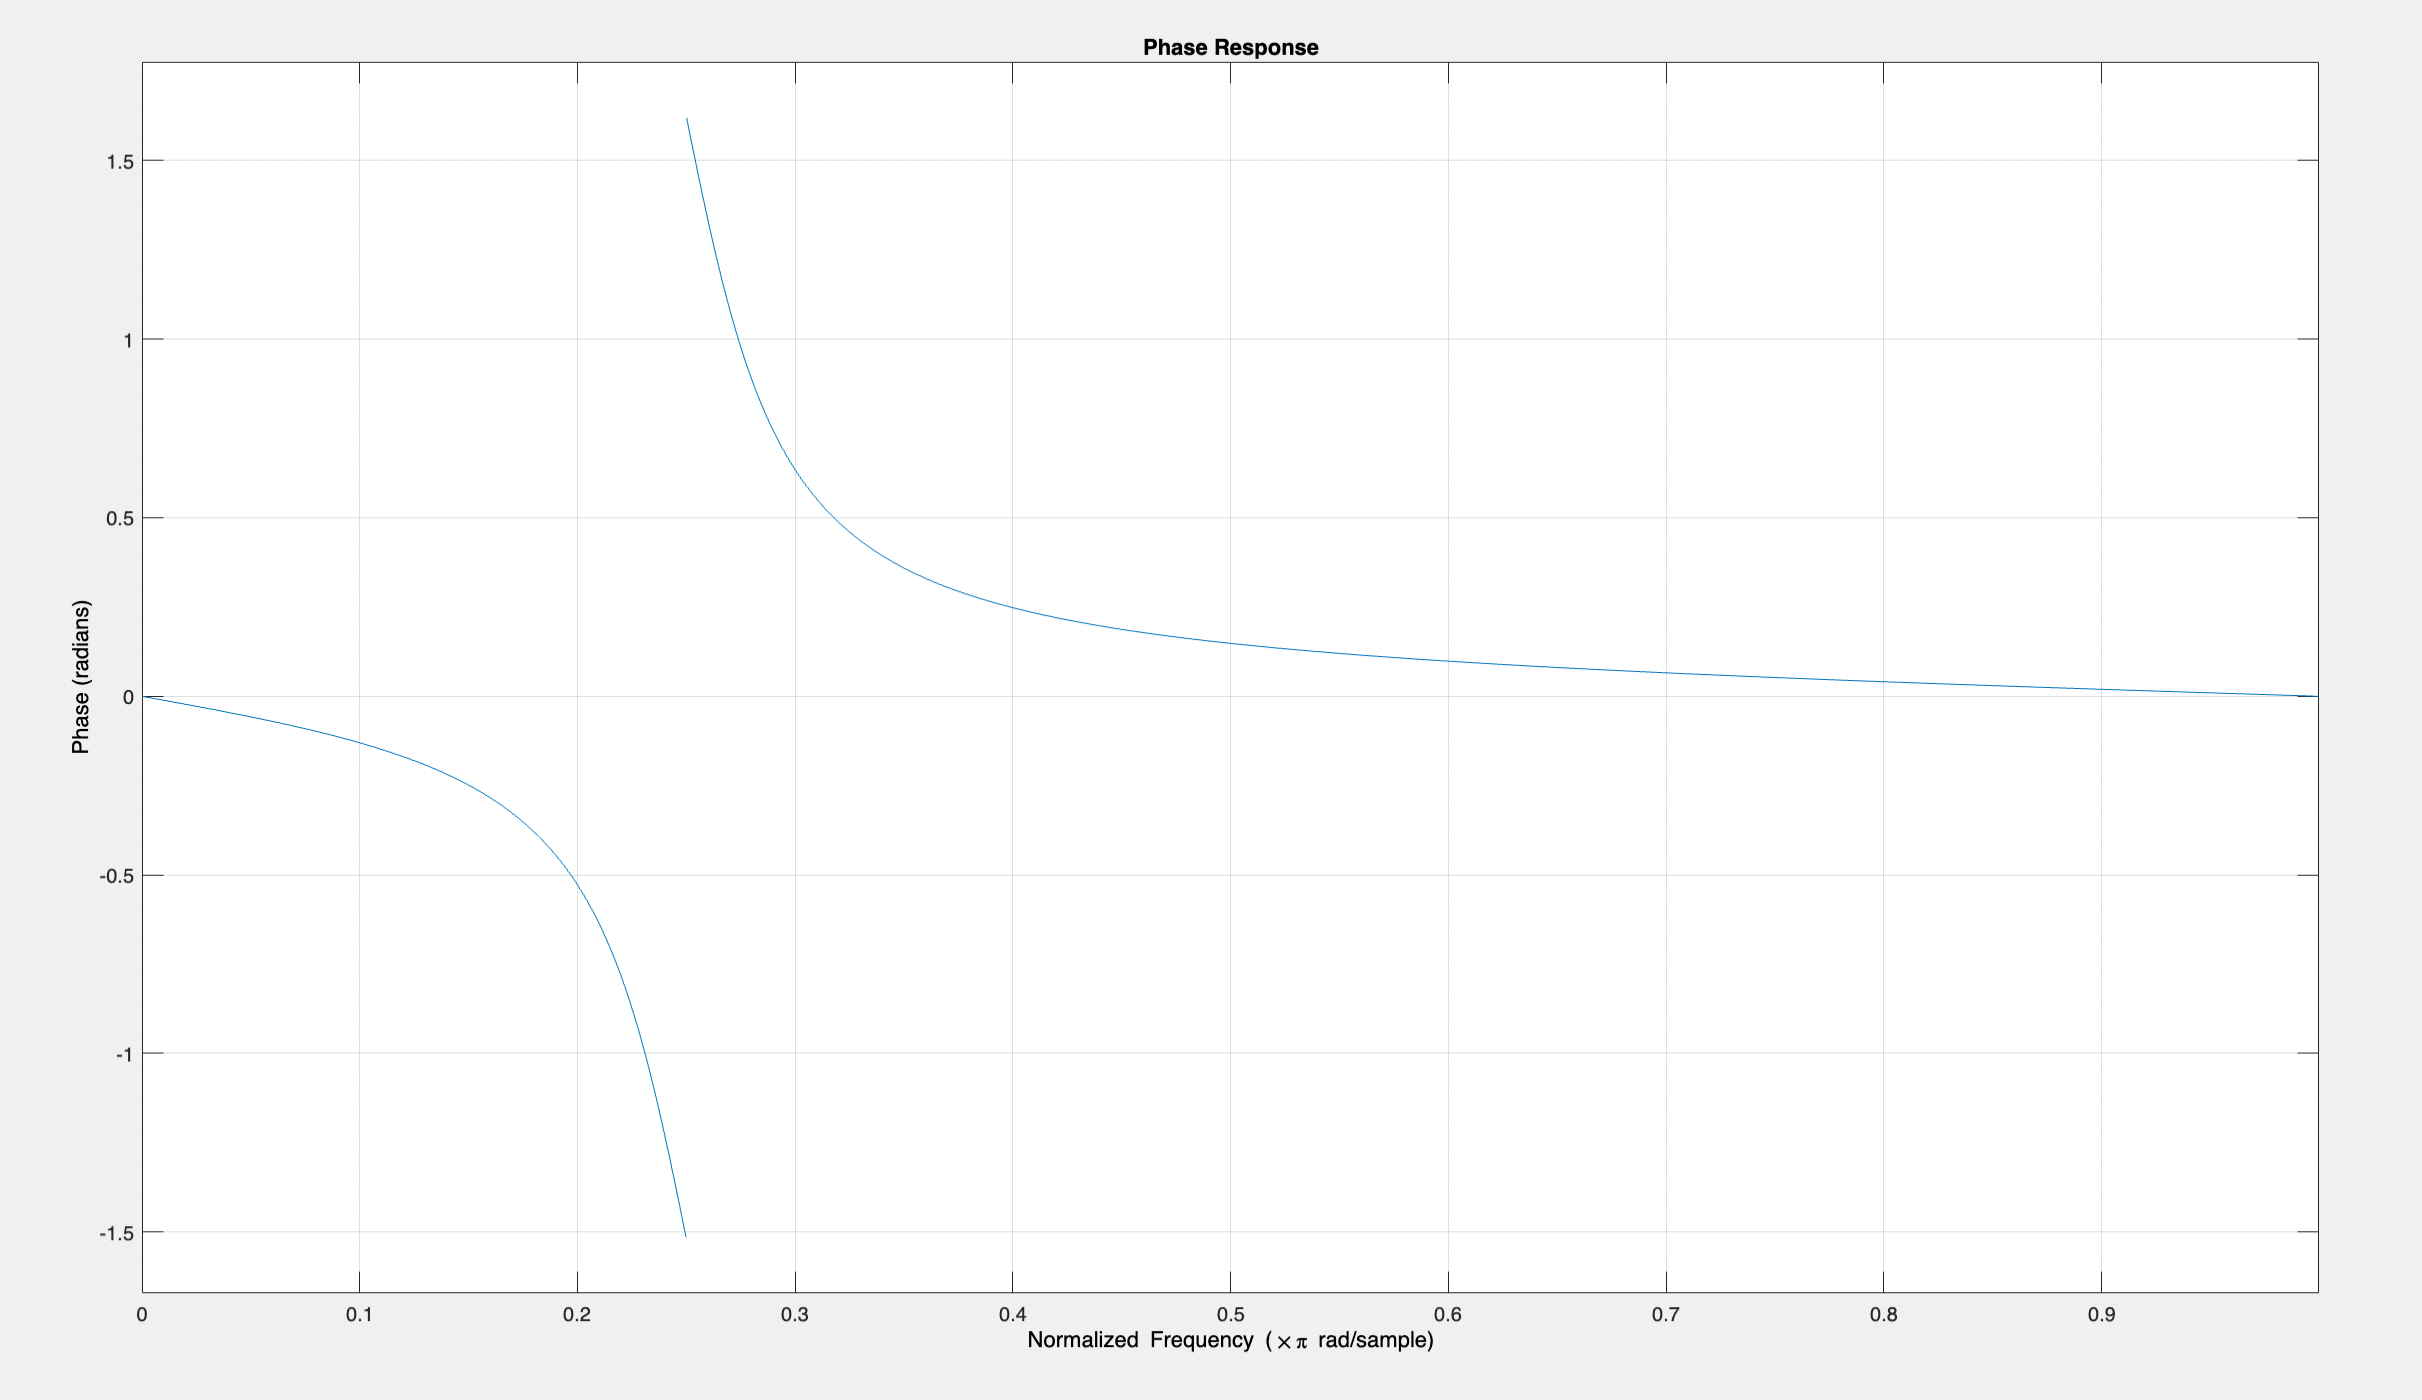 Phase Response
1.5
1
0.5
0
-0.5
-1
-1.5
Phase (radians)
0 0.1 0.2 0.3 0.4 0.5 0.6 0.7 0.8 0.9
Normalized Frequency (×π rad/sample)